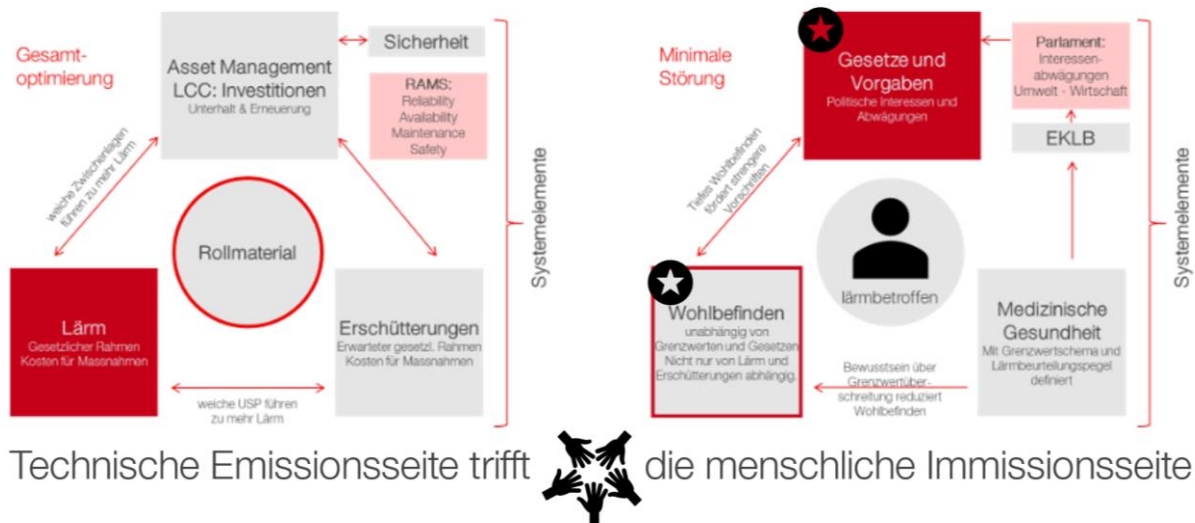 Gesamt-
optimierung
Asset Management
LCC: Investitionen
Unterhalt & Erneuerung
Sicherheit
RAMS:
Reliability
Availability
Maintenance
Safety
weiche Zwischenlagen
führen zu mehr Lärm
Rollmaterial
Lärm
Gesetzlicher Rahmen
Kosten für Massnahmen
Erschütterungen
Erwarteter gesetzl. Rahmen
Kosten für Massnahmen
weiche USP führen
zu mehr Lärm
Systemelemente
Minimale
Störung
Gesetze und
Vorgaben
Politische Interessen und
Abwägungen
Parlament:
Interessen-
abwägungen
Umwelt - Wirtschaft
EKLB
Tiefes Wohlbefinden
fördert strengere
Vorschriften
lärmbetroffen
Wohlbefinden
unabhängig von
Grenzwerten und Gesetzen
Nicht nur von Lärm und
Erschütterungen abhängig.
Medizinische
Gesundheit
Mit Grenzwertschema und
Lärmbeurteilungspegel
definiert
Bewusstsein über
Grenzwertüber-
schreitung reduziert
Wohlbefinden
Systemelemente
Technische Emissionsseite trifft die menschliche Immissionsseite